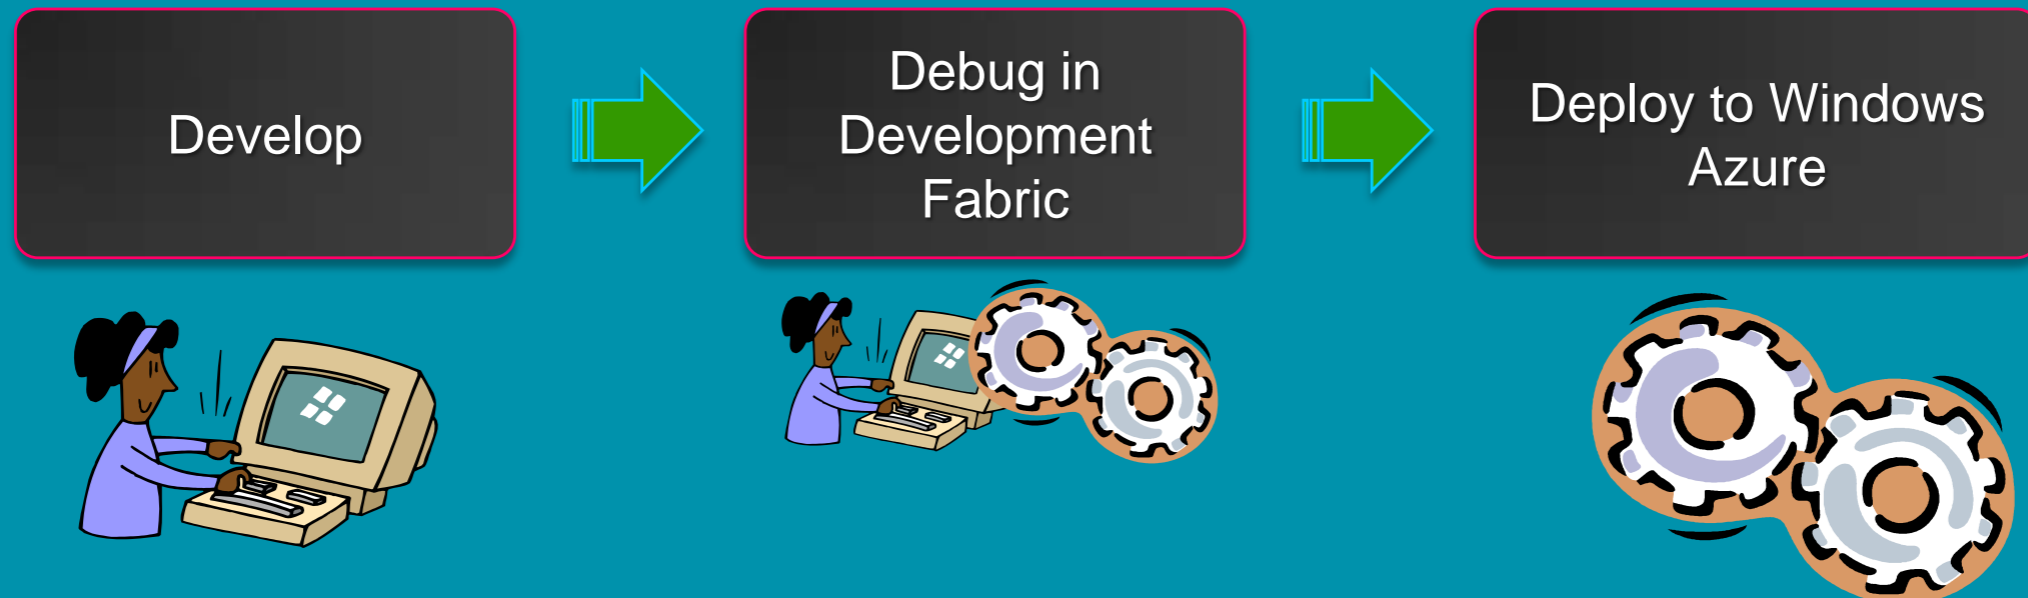 Develop
Debug in
Development
Fabric
Deploy to Windows
Azure